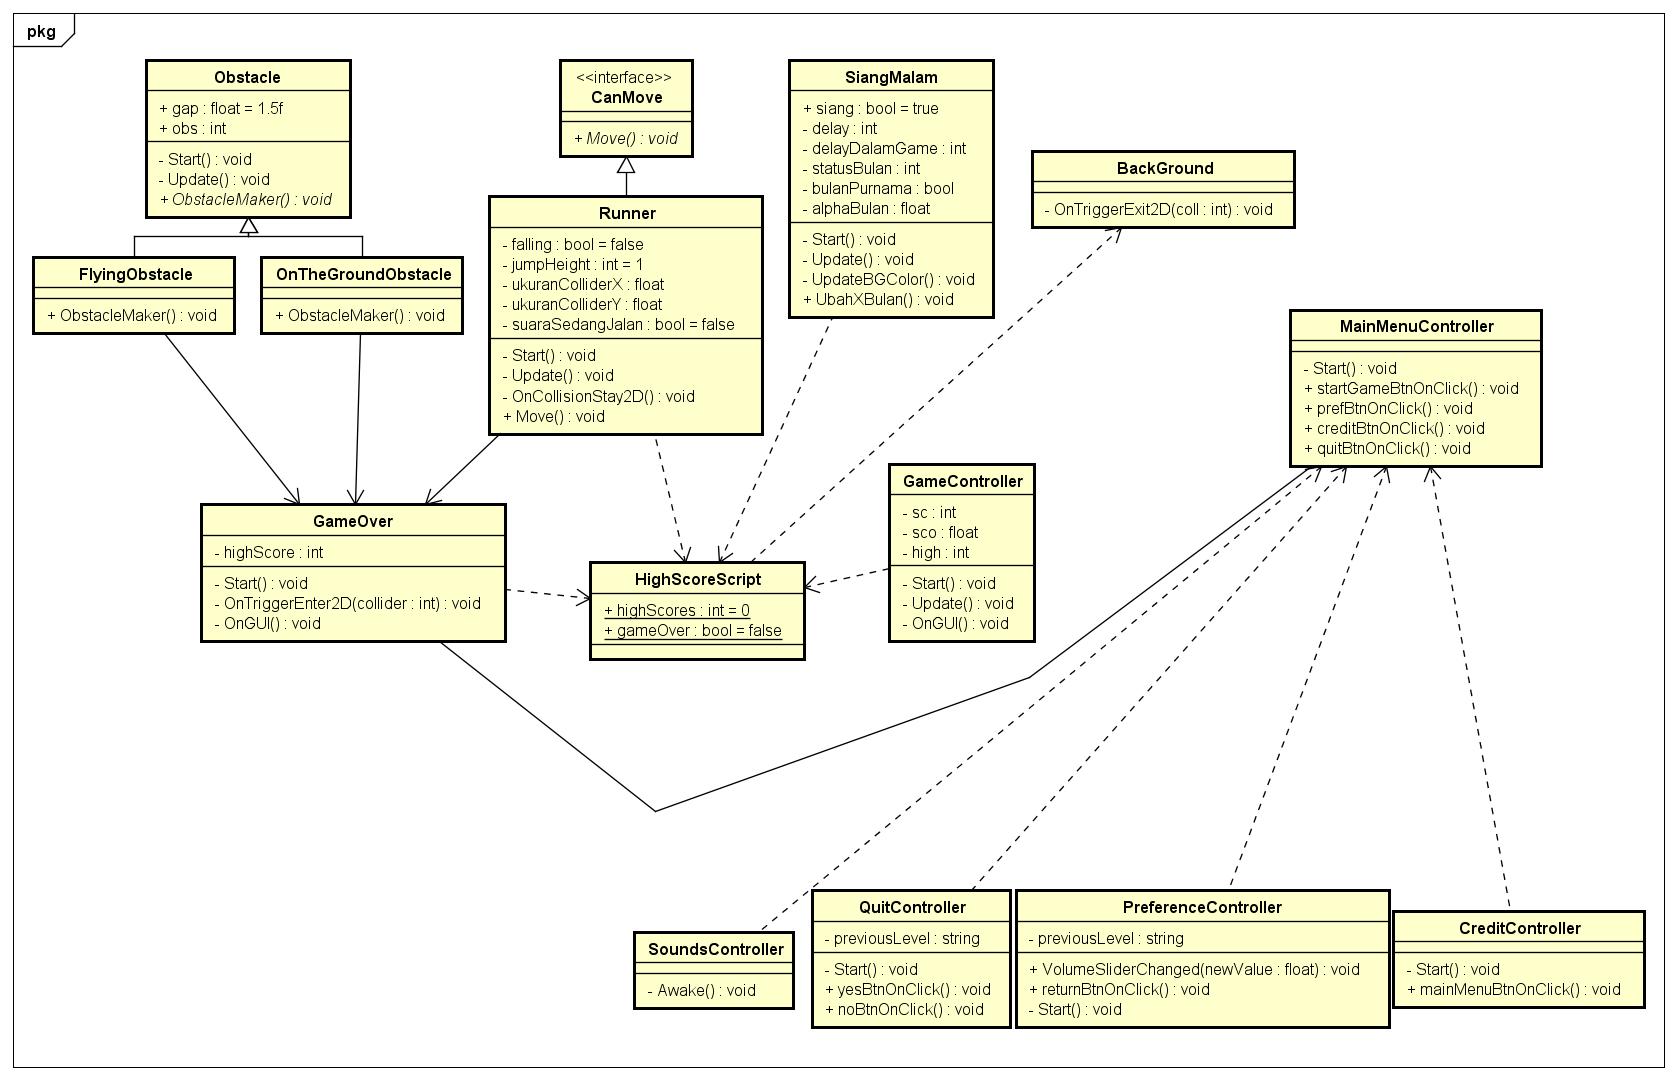 pkg
Obstacle
+ gap : float = 1.5f
+ obs : int
- Start() : void
- Update() : void
+ ObstacleMaker() : void
<<interface>>
CanMove
+ Move() : void
SiangMalam
+ siang : bool = true
- delay : int
- delayDalamGame : int
- statusBulan : int
- bulanPurnama : bool
- alphaBulan : float
- Start() : void
- Update() : void
- UpdateBGColor() : void
+ UbahXBulan() : void
BackGround
- OnTriggerExit2D(coll : int) : void
FlyingObstacle
+ ObstacleMaker() : void
OnTheGroundObstacle
+ ObstacleMaker() : void
Runner
- falling : bool = false
- jumpHeight : int = 1
- ukuranColliderX : float
- ukuranColliderY : float
- suaraSedangJalan : bool = false
- Start() : void
- Update() : void
- OnCollisionStay2D() : void
+ Move() : void
MainMenuController
- Start() : void
+ startGameBtnOnClick() : void
+ prefBtnOnClick() : void
+ creditBtnOnClick() : void
+ quitBtnOnClick() : void
GameOver
- highScore : int
- Start() : void
- OnTriggerEnter2D(collider : int) : void
- OnGUI() : void
HighScoreScript
+ highScores : int = 0
+ gameOver : bool = false
GameController
- sc : int
- sco : float
- high : int
- Start() : void
- Update() : void
- OnGUI() : void
SoundsController
- Awake() : void
QuitController
- previousLevel : string
- Start() : void
+ yesBtnOnClick() : void
+ noBtnOnClick() : void
PreferenceController
- previousLevel : string
+ VolumeSliderChanged(newValue : float) : void
+ returnBtnOnClick() : void
- Start() : void
CreditController
- Start() : void
+ mainMenuBtnOnClick() : void